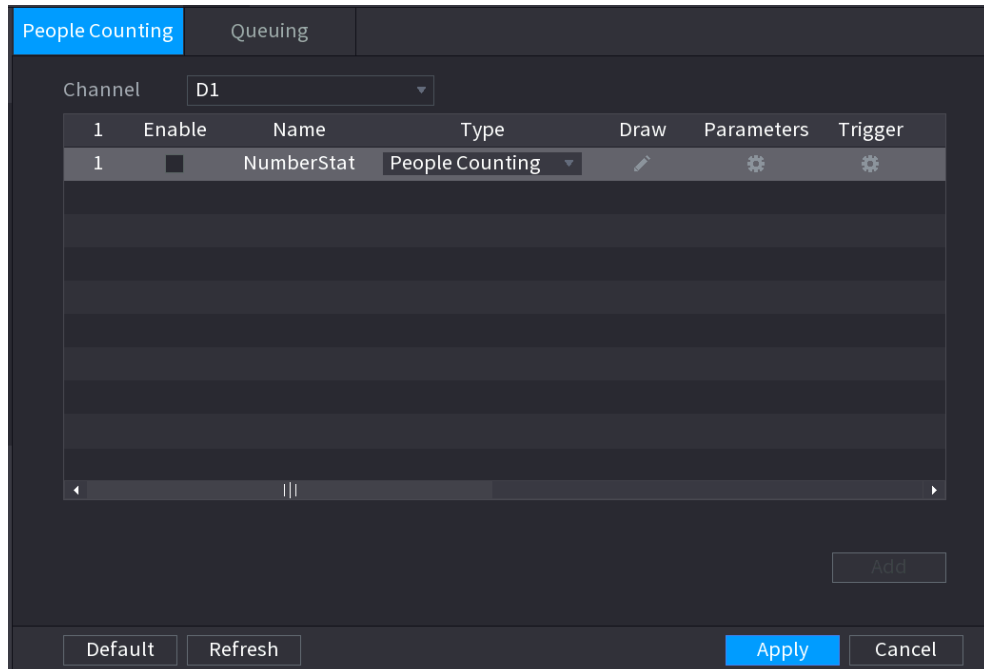 People Counting Queuing
Channel D1
1 Enable Name Type Draw Parameters Trigger
1 NumberStat People Counting
Add
Default Refresh Apply Cancel